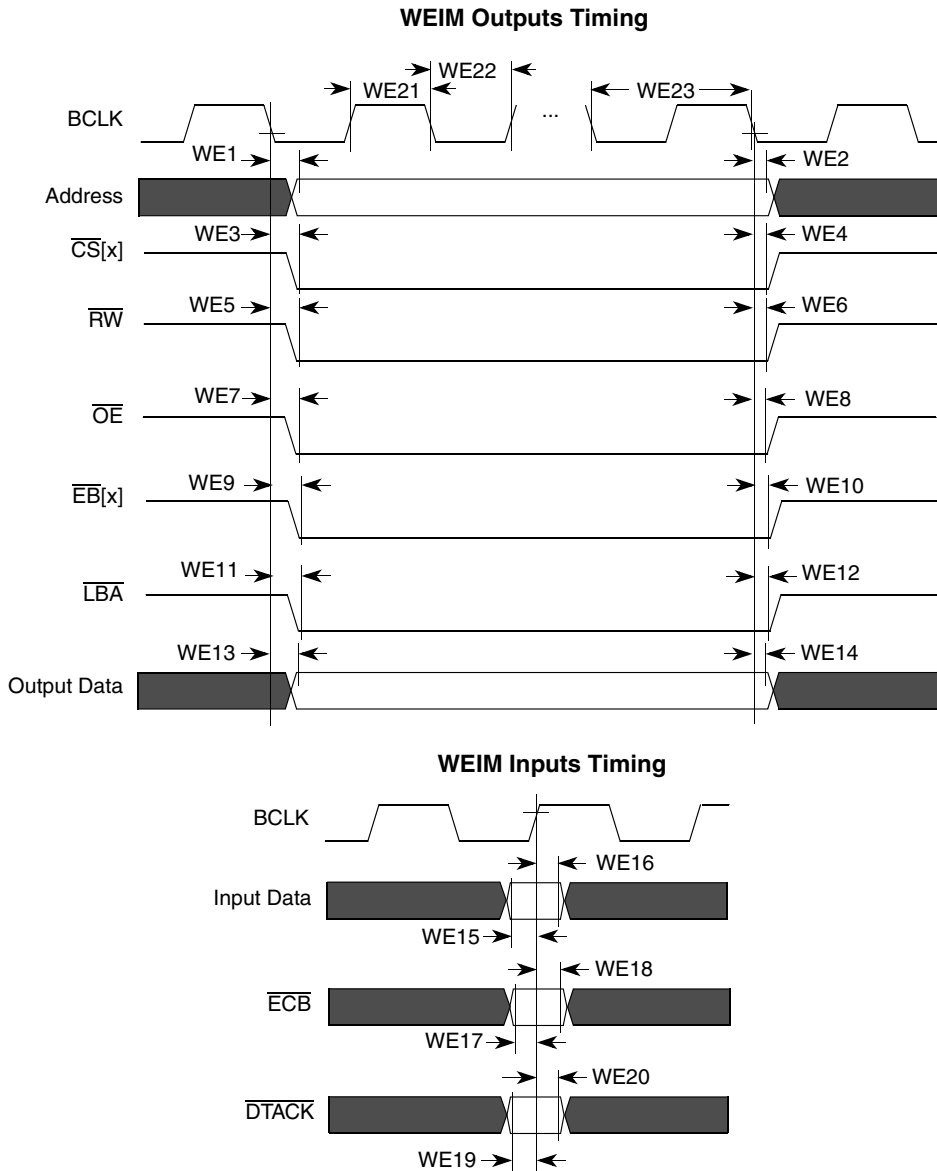 WEIM Outputs Timing
WE22
WE21
WE23
BCLK
...
WE1
WE2
Address
WE3
WE4
CS[x]
WE5
WE6
RW
WE7
WE8
OE
WE9
WE10
EB[x]
WE11
WE12
LBA
WE13
WE14
Output Data
WEIM Inputs Timing
BCLK
WE16
Input Data
WE15
WE18
ECB
WE17
WE20
DTACK
WE19